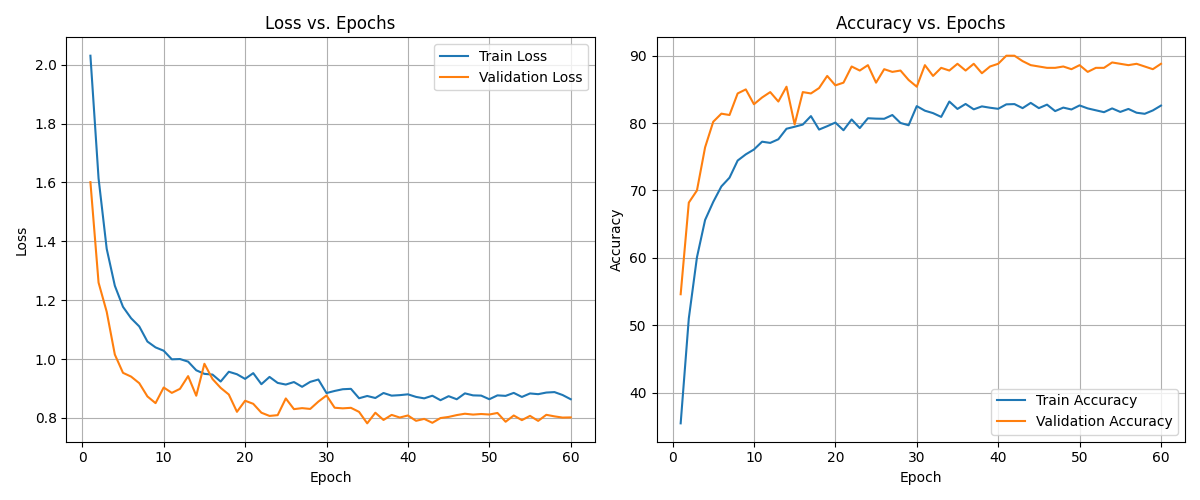 Loss vs. Epochs
Train Loss
Validation Loss
2.0
1.8
1.6
1.4
1.2
1.0
0.8
Loss
0 10 20 30 40 50 60
Epoch
Accuracy vs. Epochs
90
80
70
60
50
40
Accuracy
Train Accuracy
Validation Accuracy
0 10 20 30 40 50 60
Epoch